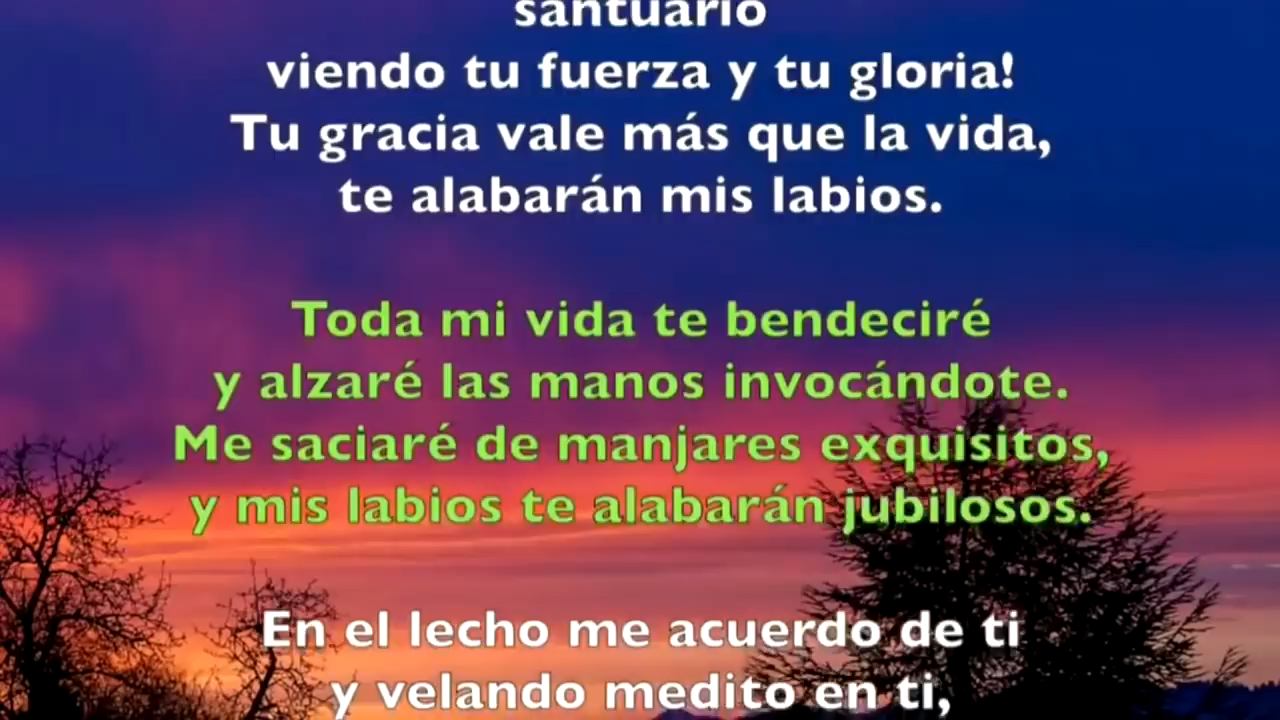 santuario
viendo tu fuerza y tu gloria!
Tu gracia vale más que la vida,
te alabarán mis labios.
Toda mi vida te bendeciré
y alzaré las manos invocándote.
Me saciaré de manjares exquisitos,
y mis labios te alabarán jubilosos.
En el lecho me acuerdo de ti
y velando medito en ti,